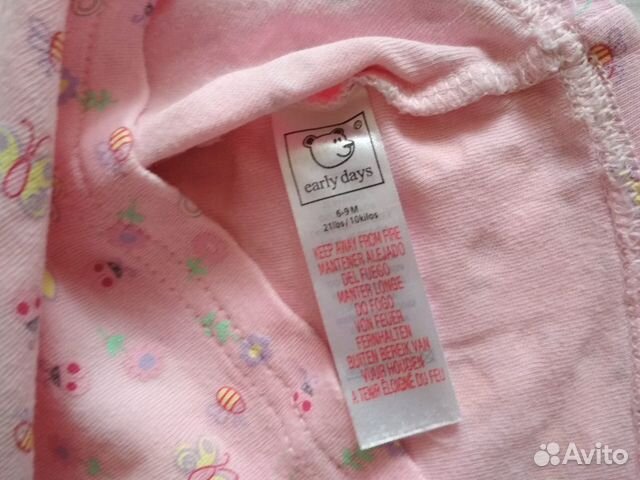 early days
6-9 M
21lbs/10kilos
KEEP AWAY FROM FIRE
MANTENER ALEJADO
DEL FUEGO
MANTER LONGE
DO FOGO
VON FEUER
FERNHALTEN
BUITEN BEREIK VAN
VUUR HOUDEN
A TENIR ÉLOIGNÉ DU FEU
Avito